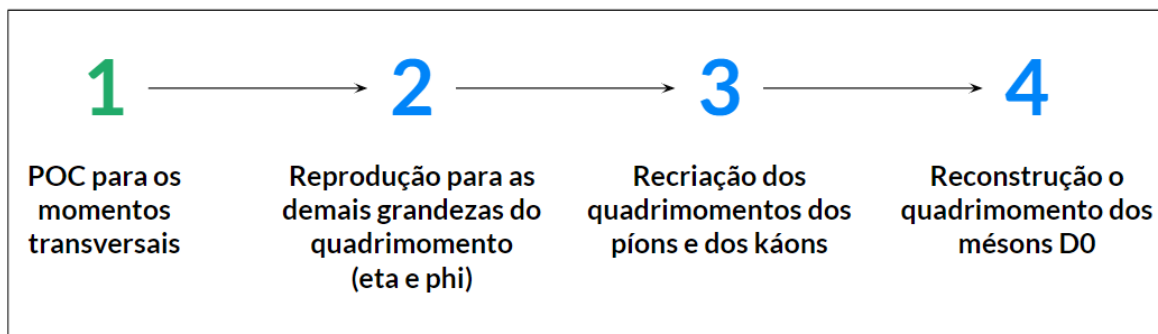 1
POC para os
momentos
transversais
2
Reprodução para as
demais grandezas do
quadrimomento
(eta e phi)
3
Recriação dos
quadrimomentos dos
píons e dos káons
4
Reconstrução o
quadrimomento dos
mésons D0